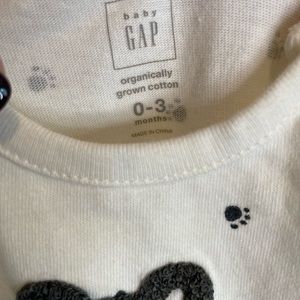 baby
GAP
organically
grown cotton
0-3
months
MADE IN CHINA